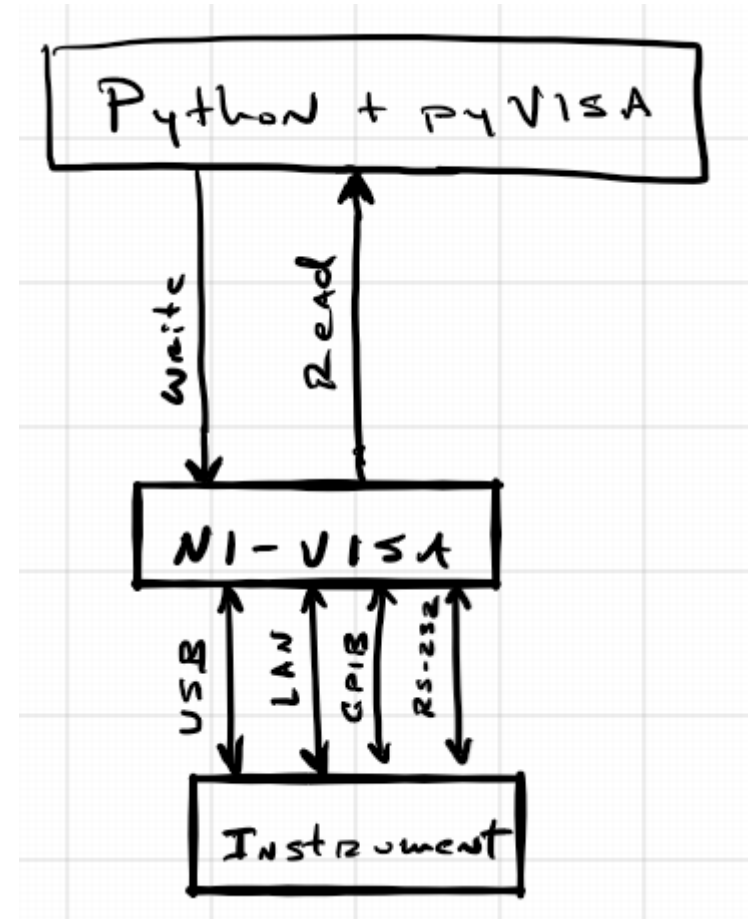 Python + pyVISA
Write
Read
NI-VISA
USB
LAN
GPIB
RS-232
Instrument